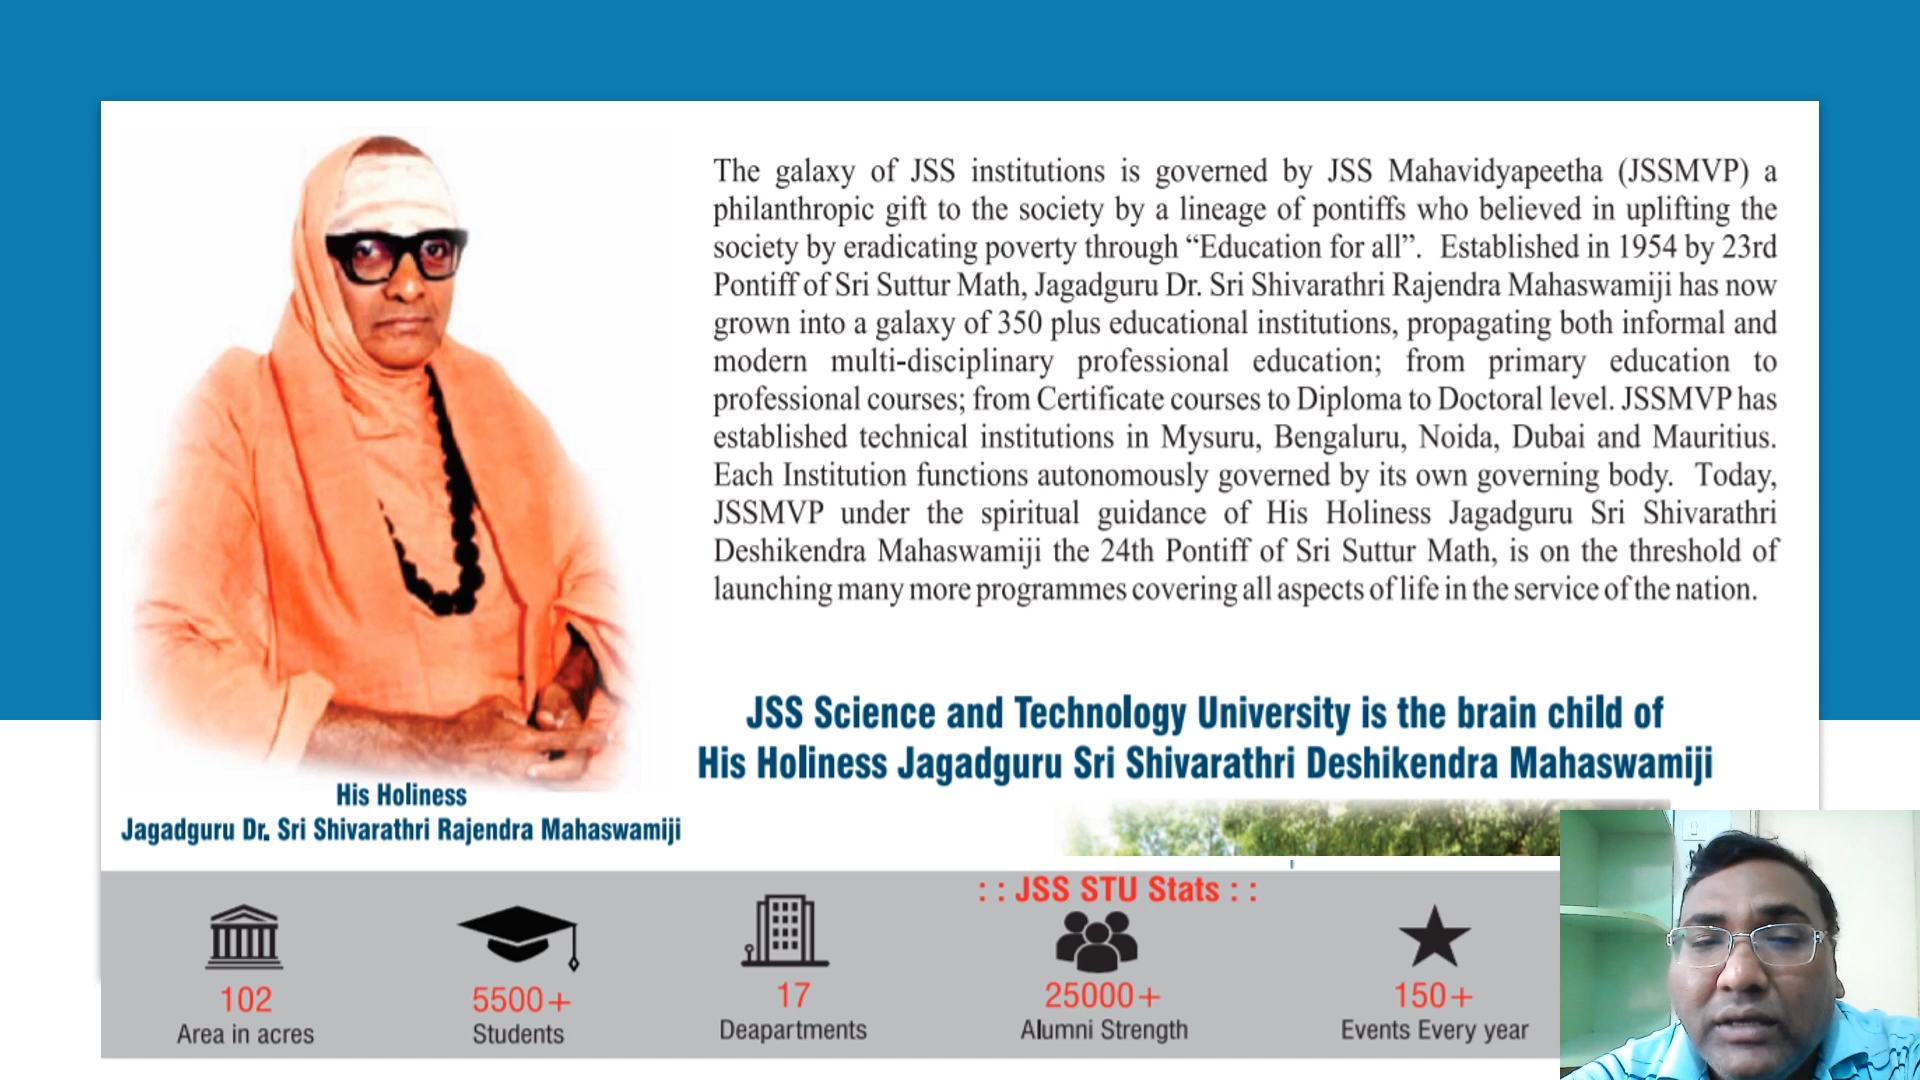 The galaxy of JSS institutions is governed by JSS Mahavidyapeetha (JSSMVP) a
philanthropic gift to the society by a lineage of pontiffs who believed in uplifting the
society by eradicating poverty through “Education for all”. Established in 1954 by 23rd
Pontiff of Sri Suttur Math, Jagadguru Dr. Sri Shivarathri Rajendra Mahaswamiji has now
grown into a galaxy of 350 plus educational institutions, propagating both informal and
modern multi-disciplinary professional education; from primary education to
professional courses; from Certificate courses to Diploma to Doctoral level. JSSMVP has
established technical institutions in Mysuru, Bengaluru, Noida, Dubai and Mauritius.
Each Institution functions autonomously governed by its own governing body. Today,
JSSMVP under the spiritual guidance of His Holiness Jagadguru Sri Shivarathri
Deshikendra Mahaswamiji the 24th Pontiff of Sri Suttur Math, is on the threshold of
launching many more programmes covering all aspects of life in the service of the nation.
JSS Science and Technology University is the brain child of
His Holiness Jagadguru Sri Shivarathri Deshikendra Mahaswamiji
His Holiness
Jagadguru Dr. Sri Shivarathri Rajendra Mahaswamiji
: : JSS STU Stats : :
102
Area in acres
5500+
Students
17
Deapartments
25000+
Alumni Strength
150+
Events Every year